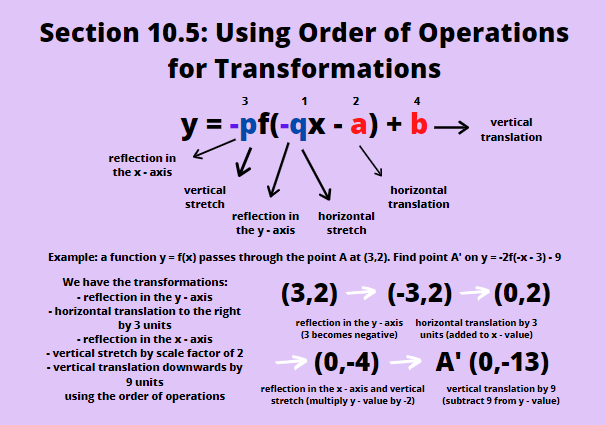 Section 10.5: Using Order of Operations
for Transformations
3 1 2 4
y = -pf(-qx - a) + b
vertical
translation
reflection in
the x - axis
vertical
stretch
reflection in
the y - axis
horizontal
stretch
horizontal
translation
Example: a function y = f(x) passes through the point A at (3,2). Find point A' on y = -2f(-x - 3) - 9
We have the transformations:
- reflection in the y - axis
- horizontal translation to the right
by 3 units
- reflection in the x - axis
- vertical stretch by scale factor of 2
- vertical translation downwards by
9 units
using the order of operations
(3,2) → (-3,2) → (0,2)
reflection in the y - axis
(3 becomes negative)
horizontal translation by 3
units (added to x - value)
→ (0,-4) → A' (0,-13)
reflection in the x - axis and vertical
stretch (multiply y - value by -2)
vertical translation by 9
(subtract 9 from y - value)